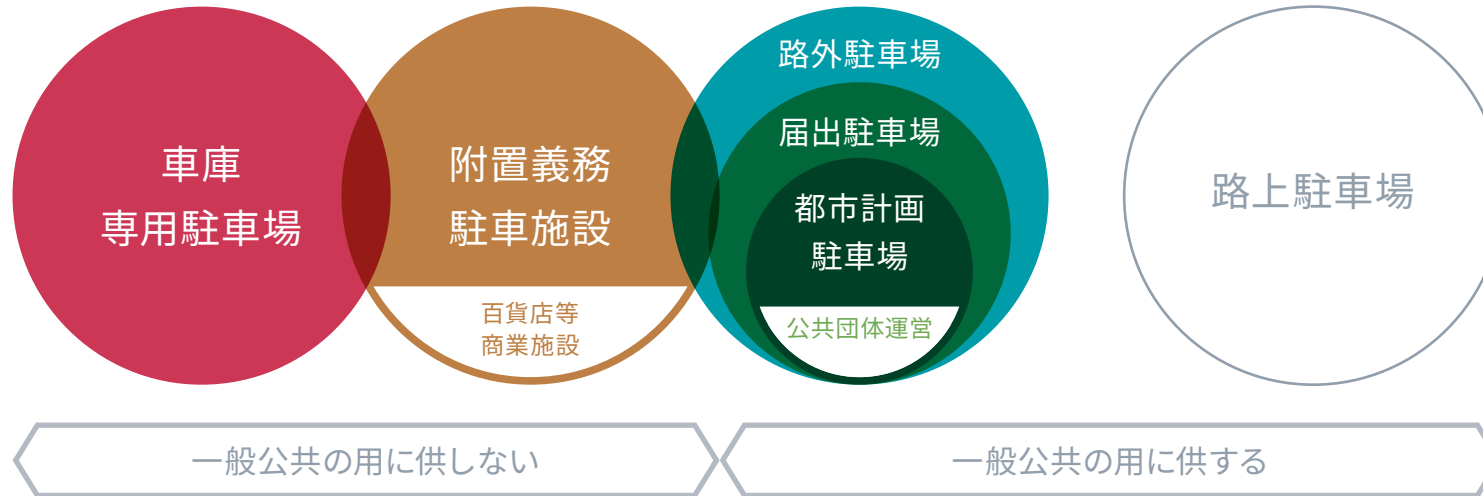 車庫
専用駐車場
附置義務
駐車施設
百貨店等
商業施設
路外駐車場
届出駐車場
都市計画
駐車場
公共団体運営
路上駐車場
一般公共の用に供しない
一般公共の用に供する